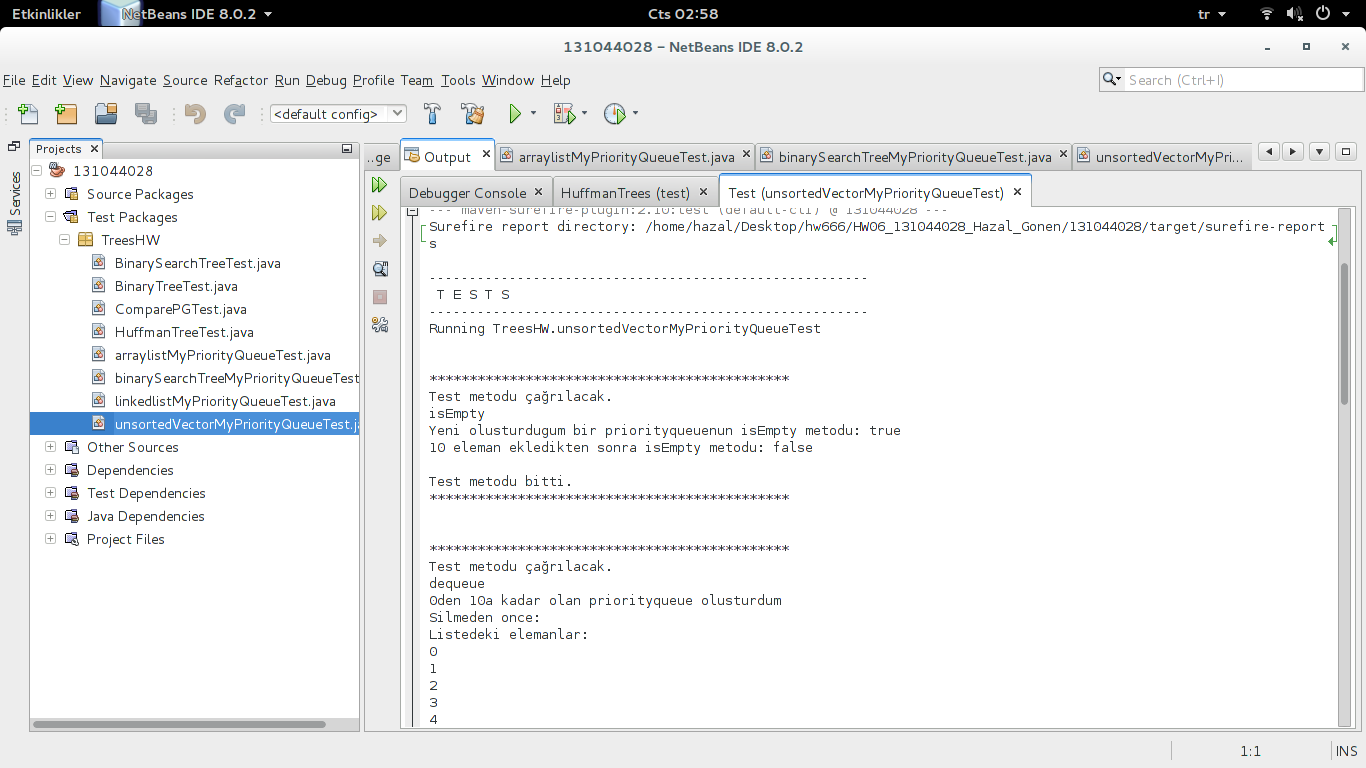 Etkinlikler
NetBeans IDE 8.0.2
Cts 02:58
tr
131044028 – NetBeans IDE 8.0.2
File Edit View Navigate Source Refactor Run Debug Profile Team Tools Window Help
Search (Ctrl+I)
<default config>
Services
Projects
131044028
Source Packages
Test Packages
TreesHW
BinarySearchTreeTest.java
BinaryTreeTest.java
ComparePGTest.java
HuffmanTreeTest.java
arraylistMyPriorityQueueTest.java
binarySearchTreeMyPriorityQueueTest
linkedlistMyPriorityQueueTest.java
unsortedVectorMyPriorityQueueTest.ja
Other Sources
Dependencies
Test Dependencies
Java Dependencies
Project Files
...ge
Output
arraylistMyPriorityQueueTest.java
binarySearchTreeMyPriorityQueueTest.java
unsortedVectorMyPri...
Debugger Console
HuffmanTrees (test)
Test (unsortedVectorMyPriorityQueueTest)
--- maven-surefire-plugin:2.10:test (default-cli) @ 131044028 ---
Surefire report directory: /home/hazal/Desktop/hw666/HW06_131044028_Hazal_Gonen/131044028/target/surefire-report
s
-------------------------------------------------------
T E S T S
-------------------------------------------------------
Running TreesHW.unsortedVectorMyPriorityQueueTest
*********************************************
Test metodu çağrılacak.
isEmpty
Yeni olusturdugum bir priorityqueuenun isEmpty metodu: true
10 eleman ekledikten sonra isEmpty metodu: false
Test metodu bitti.
*********************************************
*********************************************
Test metodu çağrılacak.
dequeue
0den 10a kadar olan priorityqueue olusturdum
Silmeden once:
Listedeki elemanlar:
0
1
2
3
4
1:1
INS